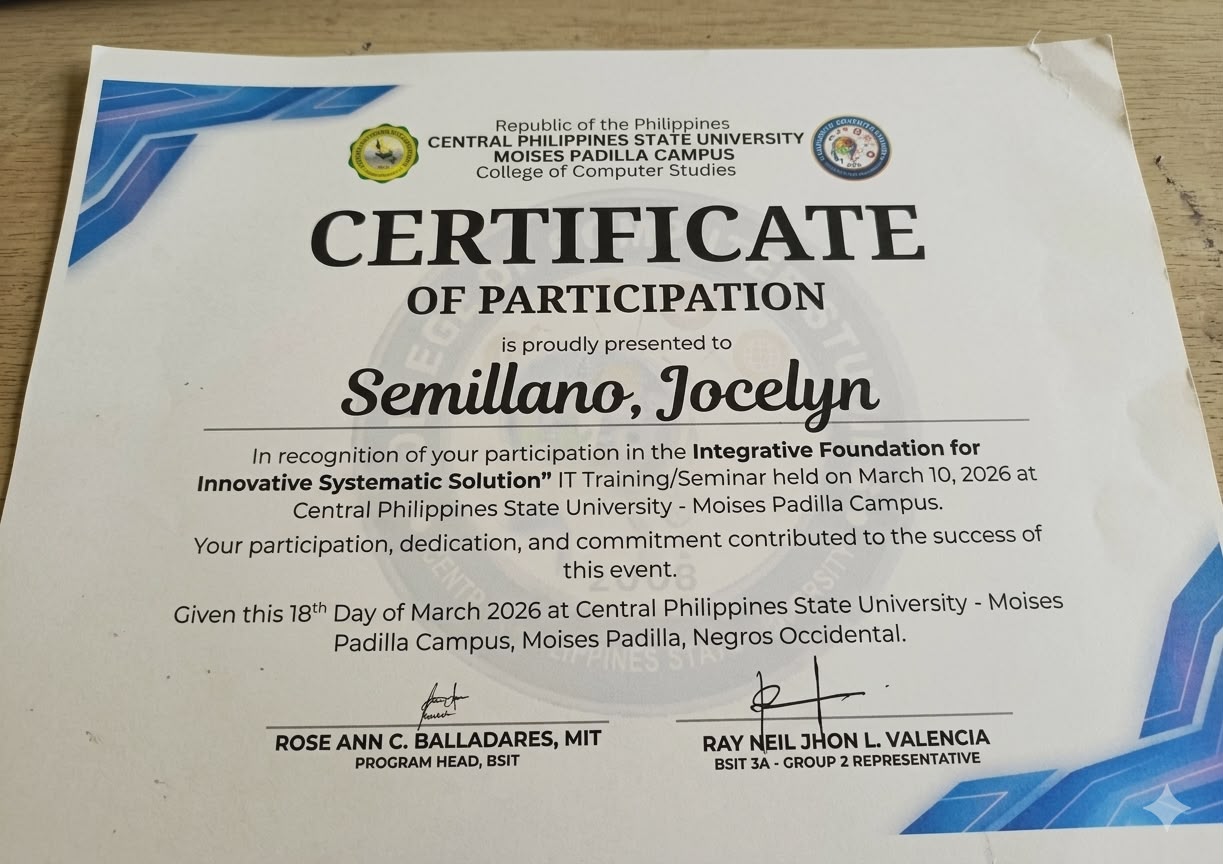 Republic of the Philippines
CENTRAL PHILIPPINES STATE UNIVERSITY
MOISES PADILLA CAMPUS
College of Computer Studies
CERTIFICATE
OF PARTICIPATION
is proudly presented to
Semillano, Jocelyn
In recognition of your participation in the Integrative Foundation for
Innovative Systematic Solution” IT Training/Seminar held on March 10, 2026 at
Central Philippines State University - Moises Padilla Campus.
Your participation, dedication, and commitment contributed to the success of
this event.
Given this 18th Day of March 2026 at Central Philippines State University - Moises
Padilla Campus, Moises Padilla, Negros Occidental.
ROSE ANN C. BALLADARES, MIT
PROGRAM HEAD, BSIT
RAY NEIL JHON L. VALENCIA
BSIT 3A - GROUP 2 REPRESENTATIVE